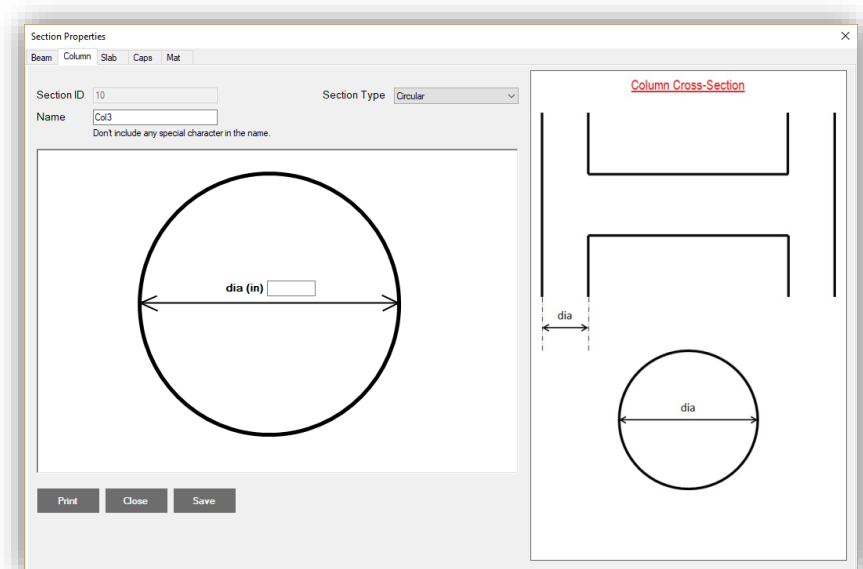 Section Properties
Beam Column Slab Caps Mat
Section ID 10
Section Type Circular
Name Col3
Don't include any special character in the name.
dia (in)
Print Close Save
Column Cross-Section
dia
dia